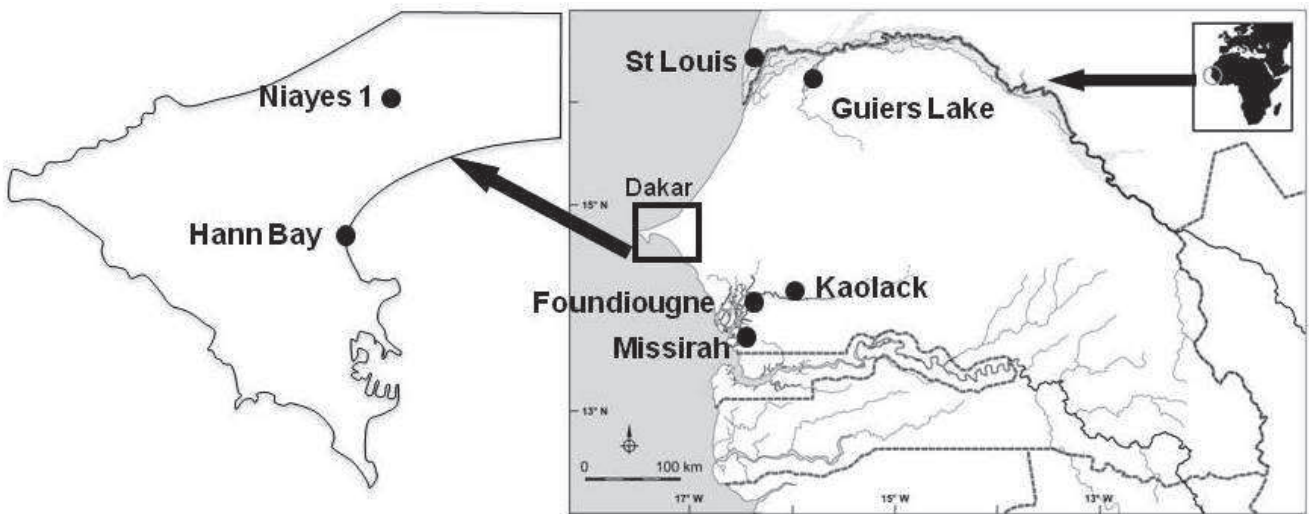 Niayes 1
Hann Bay
St Louis
Guiers Lake
Dakar
15° N
Foundiougne
Kaolack
Missirah
13° N
0 100 km
17° W
15° W
13° W